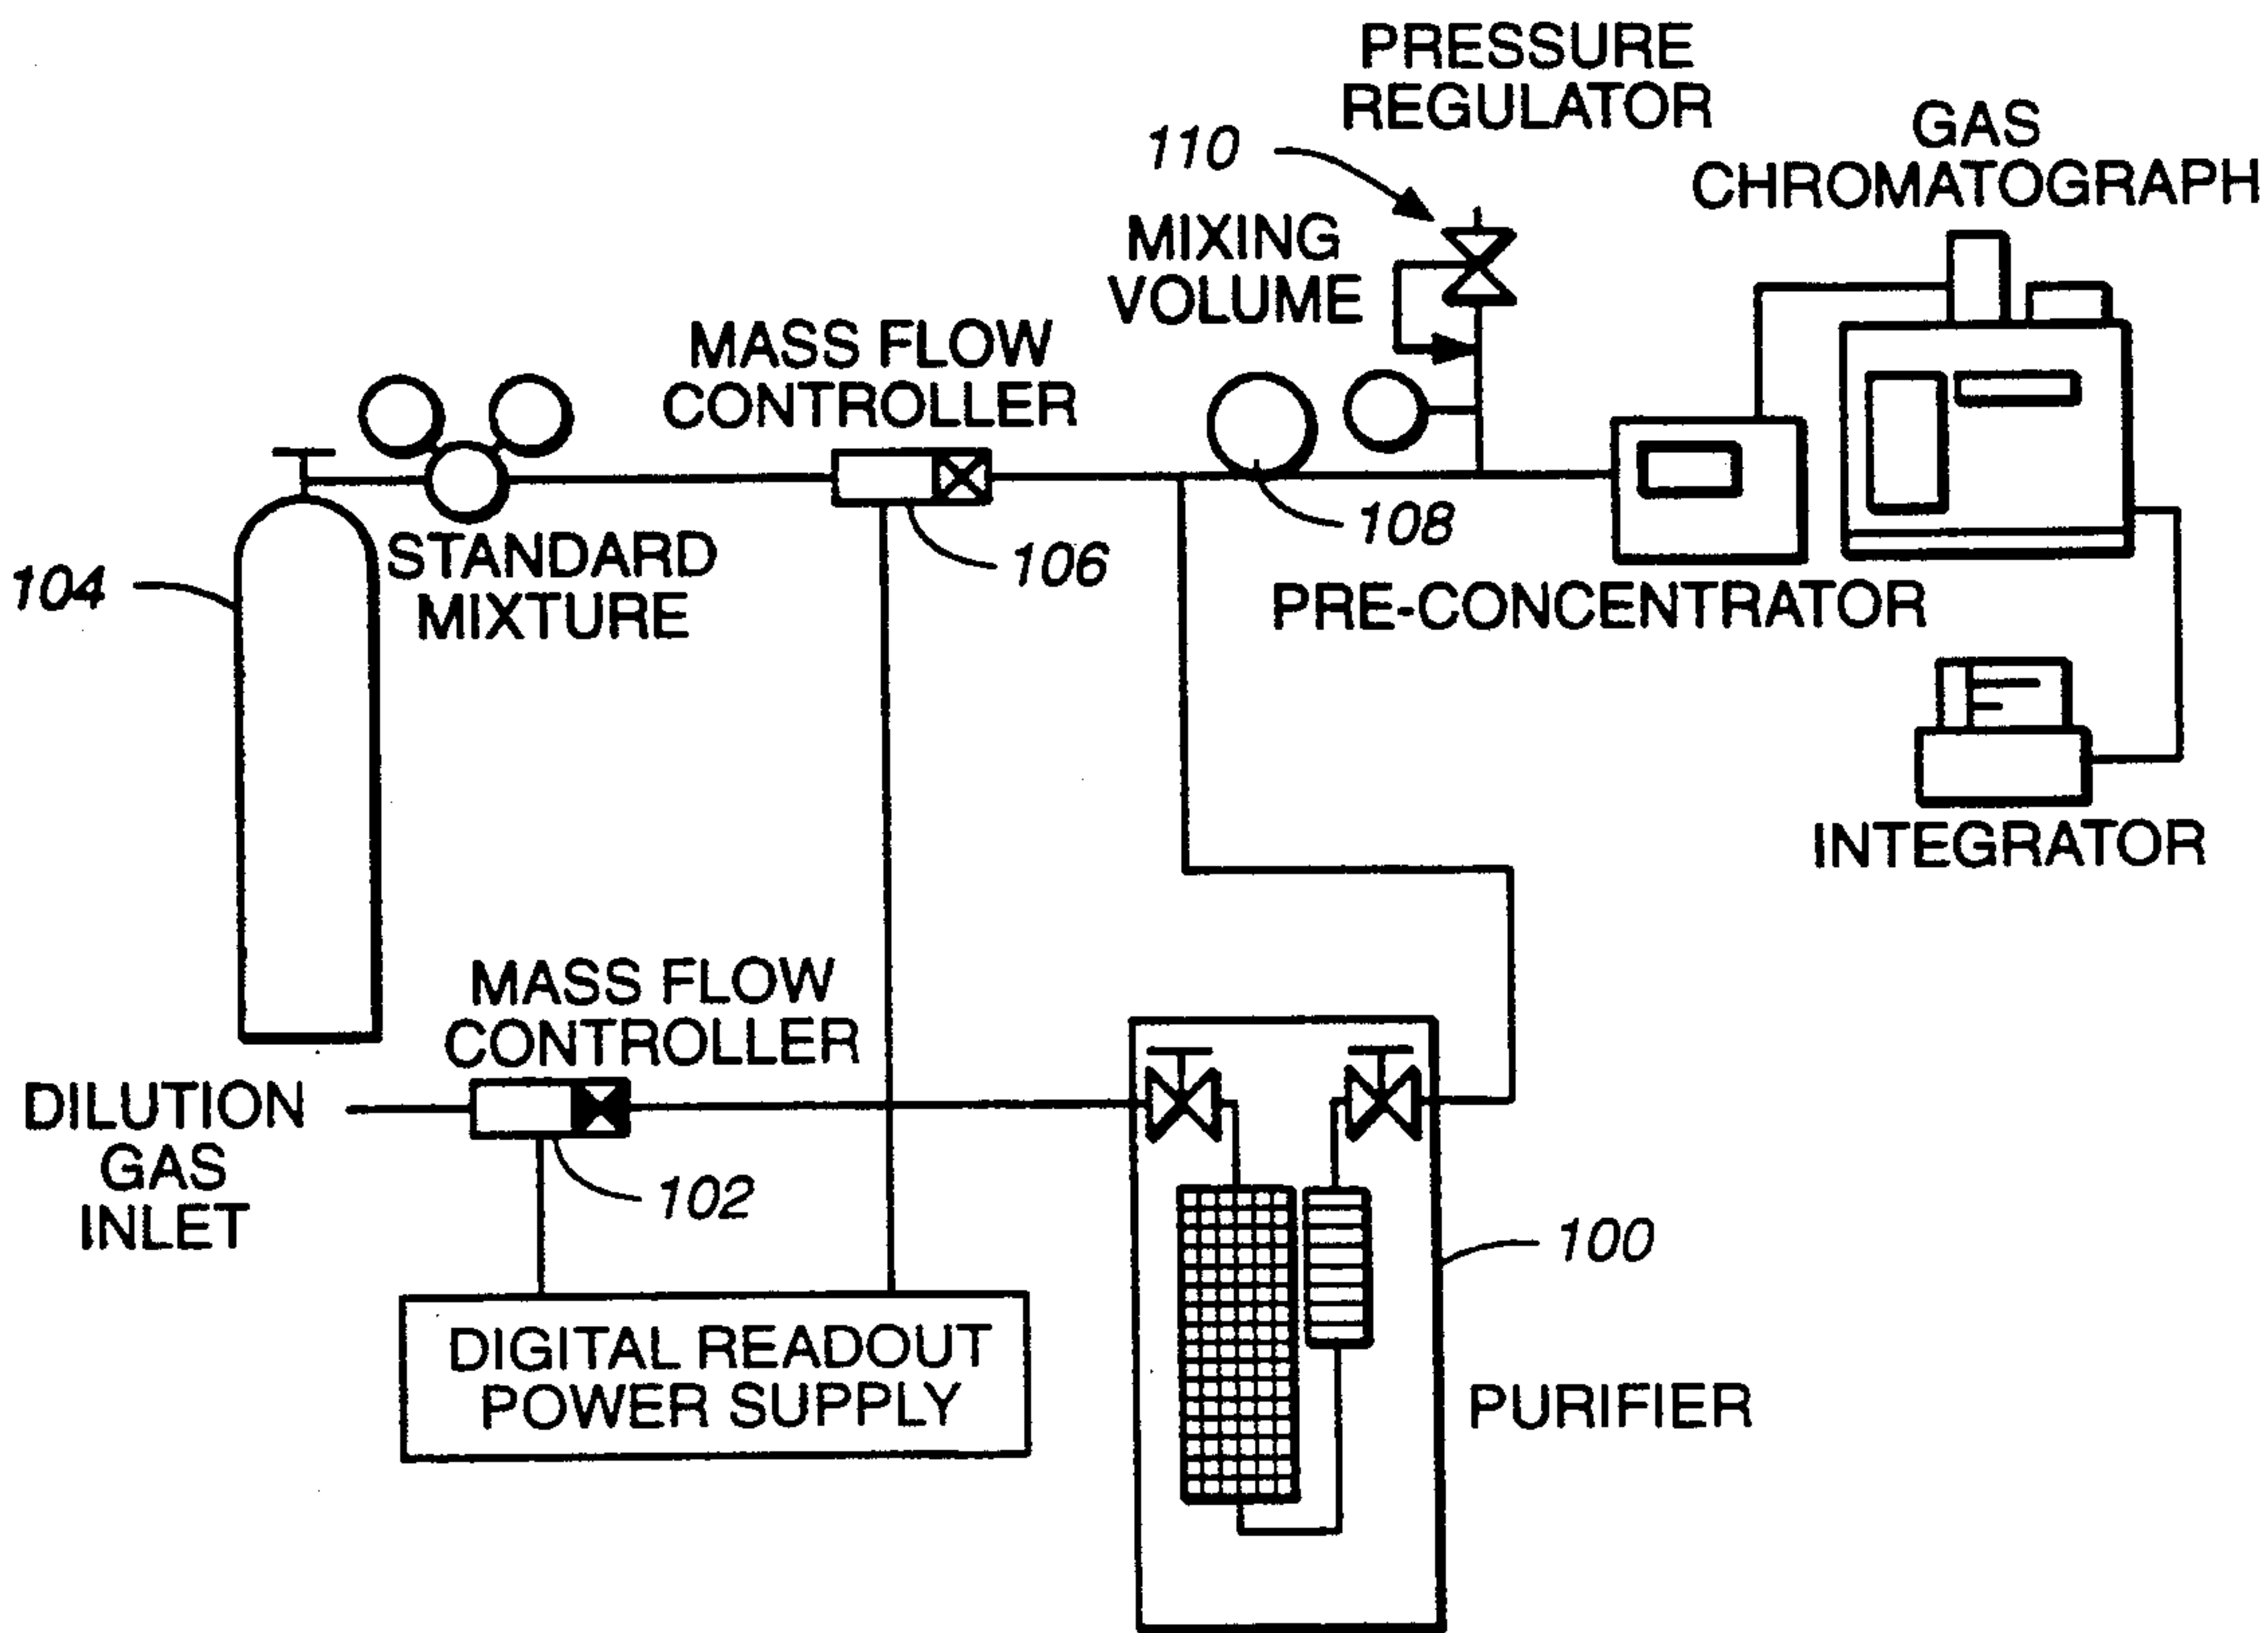 PRESSURE
REGULATOR
110
GAS
CHROMATOGRAPH
MIXING
VOLUME
MASS FLOW
CONTROLLER
108
106
STANDARD
MIXTURE
104
PRE-CONCENTRATOR
INTEGRATOR
MASS FLOW
CONTROLLER
DILUTION
GAS
INLET
102
100
DIGITAL READOUT
POWER SUPPLY
PURIFIER